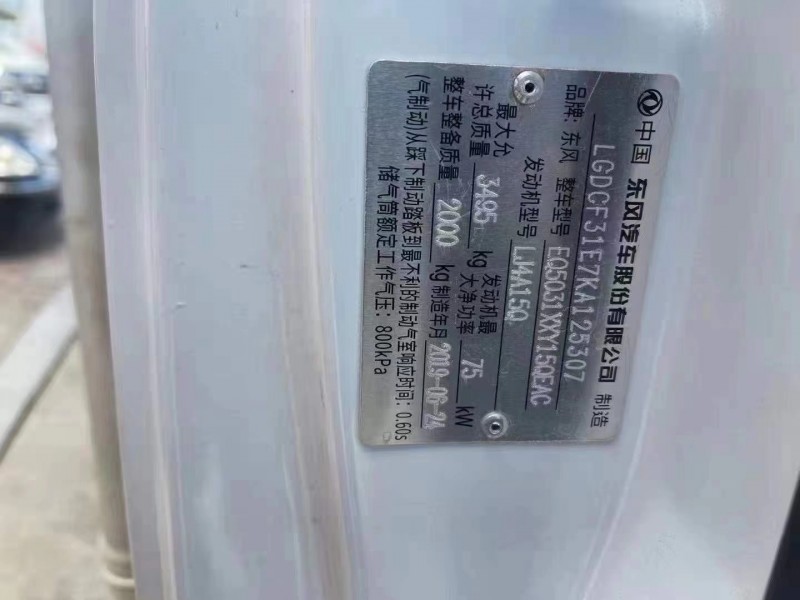 中国 东风汽车股份有限公司 制造
LGDCF31E7KA125307
品牌：东风 整车型号 EQ5031XXY15QEAC
发动机型号 LJ4A15Q
最大允许总质量 3495 kg 发动机最大净功率 75 kW
整车整备质量 2000 kg 制造年月 2019-06-24
(气制动)从踩下制动踏板到最不利的制动气室响应时间：0.60s
储气筒额定工作气压：800kPa